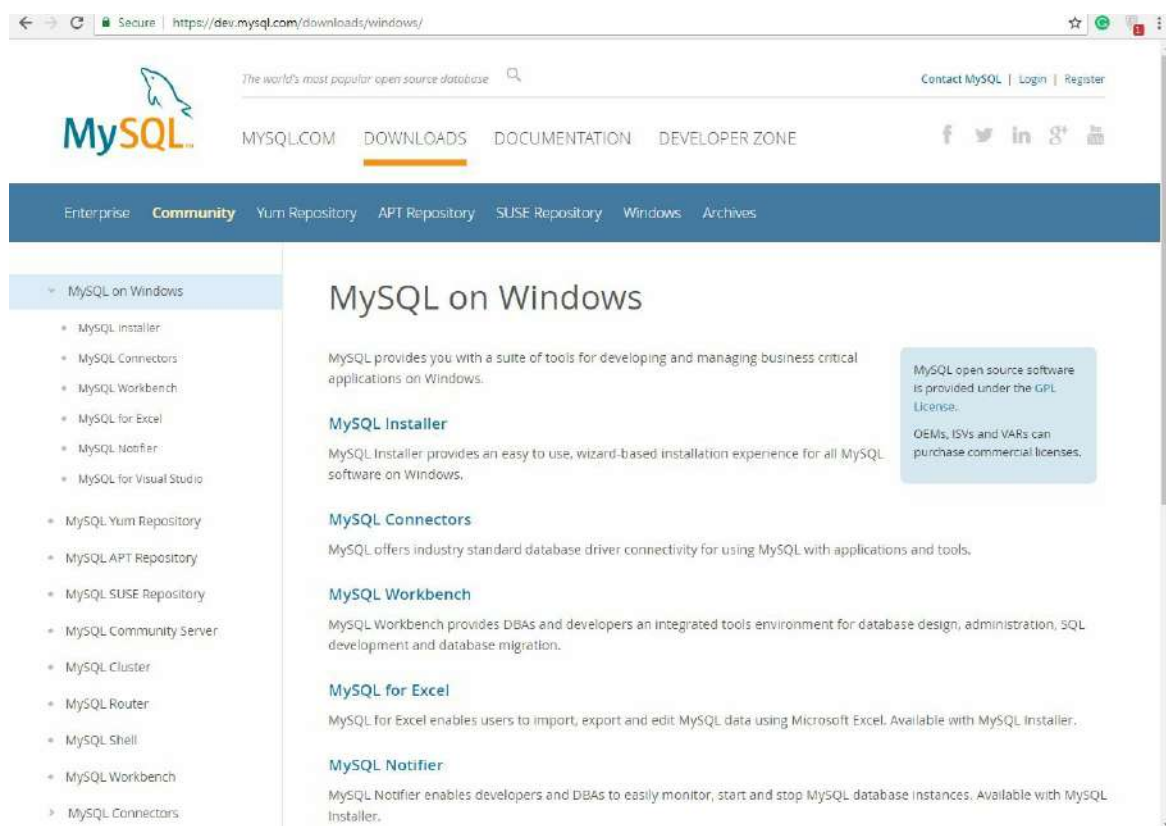 Secure | https://dev.mysql.com/downloads/windows/
1
The world's most popular open source database
Contact MySQL | Login | Register
MySQL
MYSQL.COM DOWNLOADS DOCUMENTATION DEVELOPER ZONE
f in g+ You Tube
Enterprise Community Yum Repository APT Repository SUSE Repository Windows Archives
MySQL on Windows
MySQL Installer
MySQL Connectors
MySQL Workbench
MySQL for Excel
MySQL Notifier
MySQL for Visual Studio
MySQL Yum Repository
MySQL APT Repository
MySQL SUSE Repository
MySQL Community Server
MySQL Cluster
MySQL Router
MySQL Shell
MySQL Workbench
MySQL Connectors
MySQL on Windows
MySQL provides you with a suite of tools for developing and managing business critical
applications on Windows.
MySQL open source software
is provided under the GPL
License.
OEMs, ISVs and VARs can
purchase commercial licenses.
MySQL Installer
MySQL Installer provides an easy to use, wizard-based installation experience for all MySQL
software on Windows.
MySQL Connectors
MySQL offers industry standard database driver connectivity for using MySQL with applications and tools.
MySQL Workbench
MySQL Workbench provides DBAs and developers an integrated tools environment for database design, administration, SQL
development and database migration.
MySQL for Excel
MySQL for Excel enables users to import, export and edit MySQL data using Microsoft Excel. Available with MySQL Installer.
MySQL Notifier
MySQL Notifier enables developers and DBAs to easily monitor, start and stop MySQL database instances. Available with MySQL
Installer.